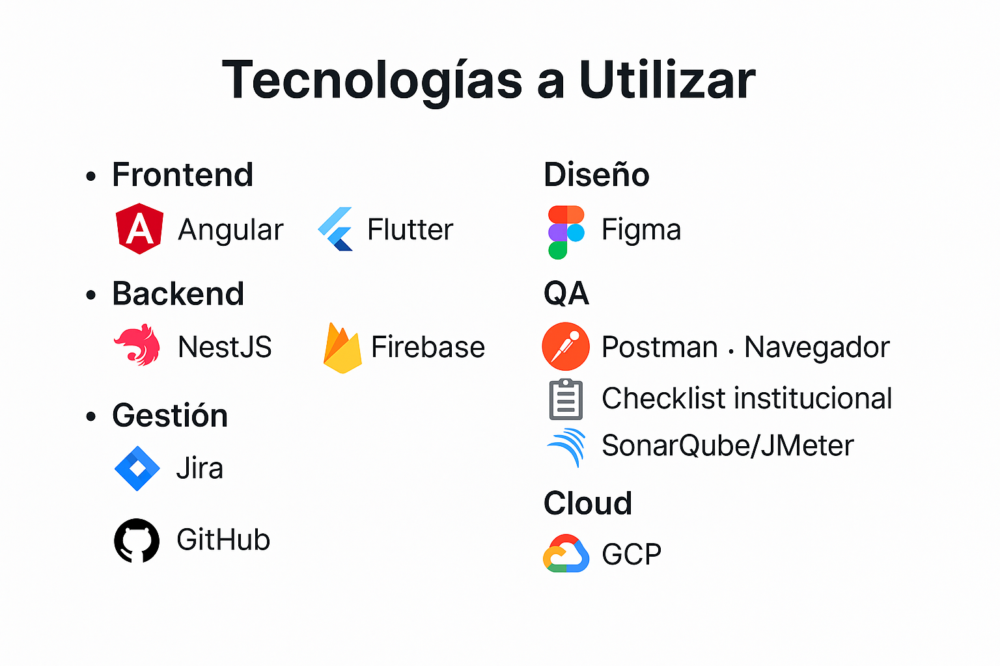 Tecnologías a Utilizar
• Frontend
Angular
Flutter
• Backend
NestJS
Firebase
• Gestión
Jira
GitHub
Diseño
Figma
QA
Postman · Navegador
Checklist institucional
SonarQube/JMeter
Cloud
GCP